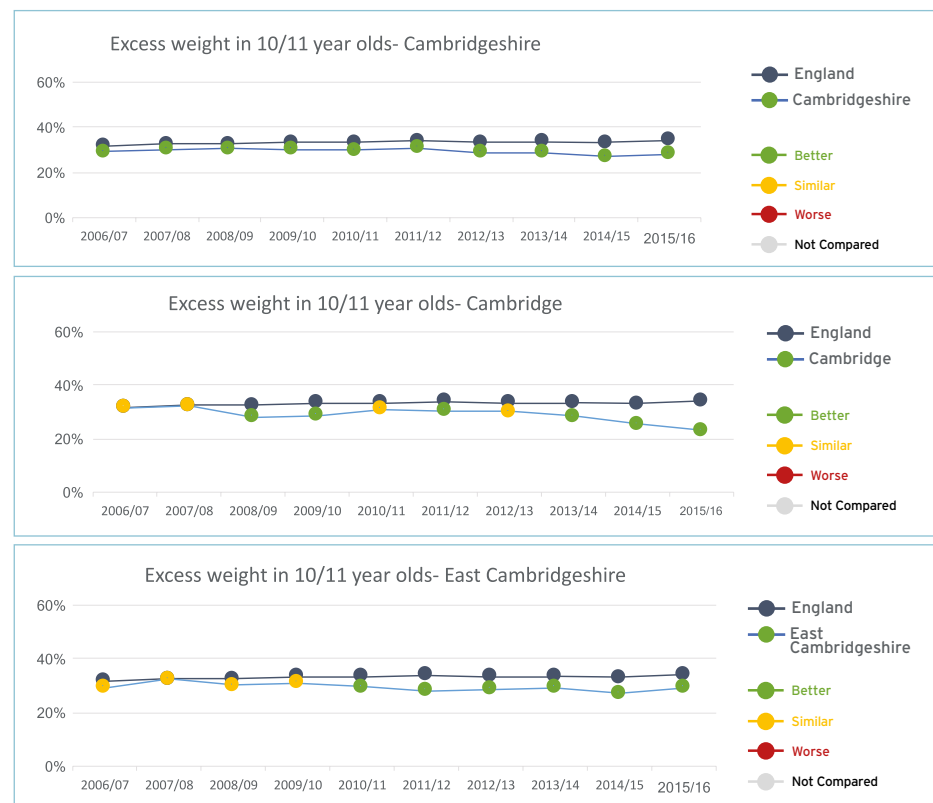 Excess weight in 10/11 year olds- Cambridgeshire
60%
40%
20%
0%
2006/07 2007/08 2008/09 2009/10 2010/11 2011/12 2012/13 2013/14 2014/15 2015/16
England
Cambridgeshire
Better
Similar
Worse
Not Compared
Excess weight in 10/11 year olds- Cambridge
60%
40%
20%
0%
2006/07 2007/08 2008/09 2009/10 2010/11 2011/12 2012/13 2013/14 2014/15 2015/16
England
Cambridge
Better
Similar
Worse
Not Compared
Excess weight in 10/11 year olds- East Cambridgeshire
60%
40%
20%
0%
2006/07 2007/08 2008/09 2009/10 2010/11 2011/12 2012/13 2013/14 2014/15 2015/16
England
East
Cambridgeshire
Better
Similar
Worse
Not Compared